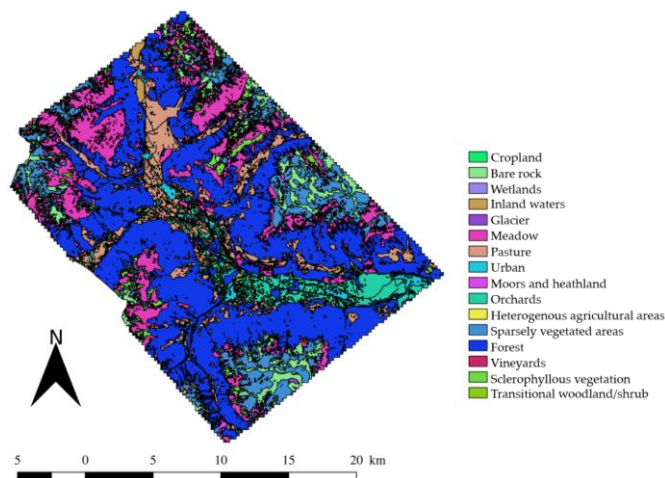 Cropland
Bare rock
Wetlands
Inland waters
Glacier
Meadow
Pasture
Urban
Moors and heathland
Orchards
Heterogenous agricultural areas
Sparsely vegetated areas
Forest
Vineyards
Sclerophyllous vegetation
Transitional woodland/shrub
N
5 0 5 10 15 20 km